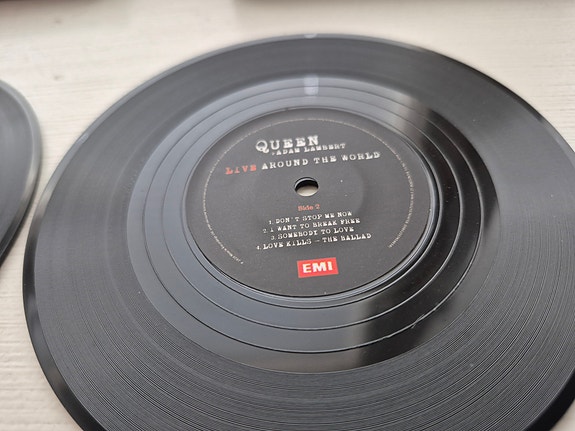 QUEEN
+ ADAM LAMBERT
LIVE AROUND THE WORLD
Side 2
1. DON'T STOP ME NOW
2. I WANT TO BREAK FREE
3. SOMEBODY TO LOVE
4. LOVE KILLS - THE BALLAD
EMI